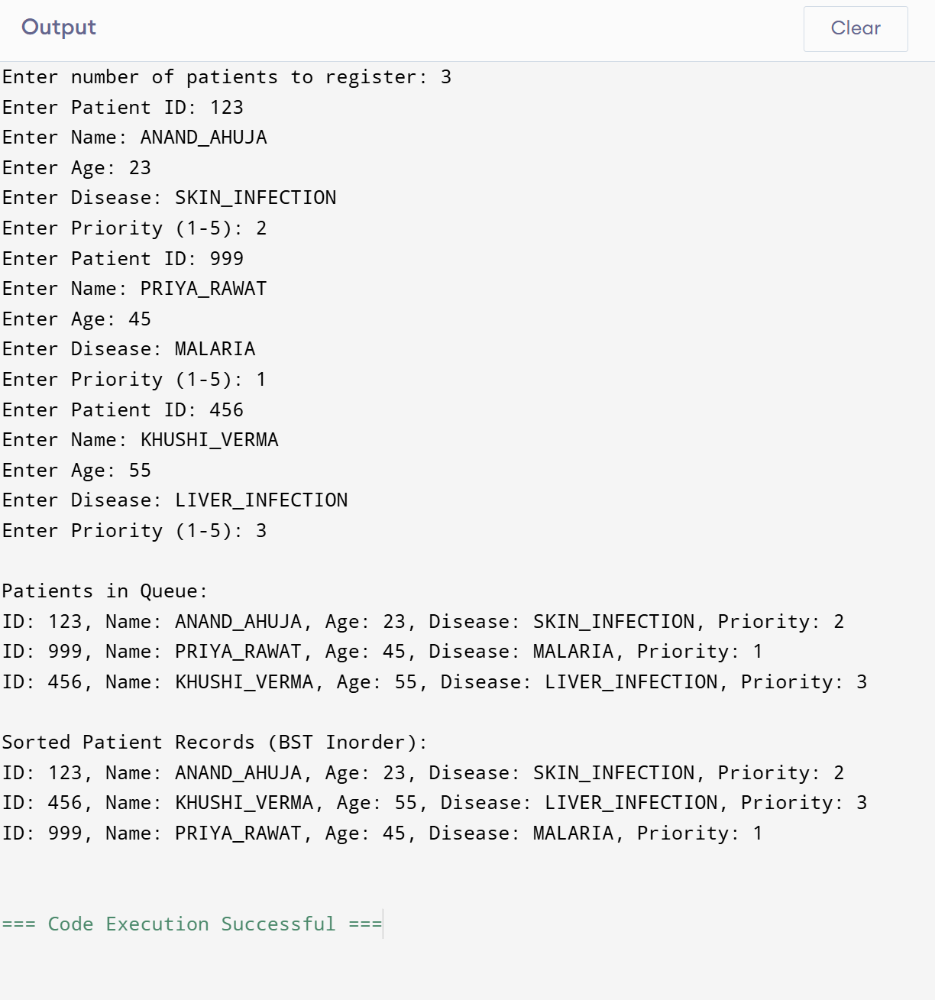 Output
Clear
Enter number of patients to register: 3
Enter Patient ID: 123
Enter Name: ANAND_AHUJA
Enter Age: 23
Enter Disease: SKIN_INFECTION
Enter Priority (1-5): 2
Enter Patient ID: 999
Enter Name: PRIYA_RAWAT
Enter Age: 45
Enter Disease: MALARIA
Enter Priority (1-5): 1
Enter Patient ID: 456
Enter Name: KHUSHI_VERMA
Enter Age: 55
Enter Disease: LIVER_INFECTION
Enter Priority (1-5): 3
Patients in Queue:
ID: 123, Name: ANAND_AHUJA, Age: 23, Disease: SKIN_INFECTION, Priority: 2
ID: 999, Name: PRIYA_RAWAT, Age: 45, Disease: MALARIA, Priority: 1
ID: 456, Name: KHUSHI_VERMA, Age: 55, Disease: LIVER_INFECTION, Priority: 3
Sorted Patient Records (BST Inorder):
ID: 123, Name: ANAND_AHUJA, Age: 23, Disease: SKIN_INFECTION, Priority: 2
ID: 456, Name: KHUSHI_VERMA, Age: 55, Disease: LIVER_INFECTION, Priority: 3
ID: 999, Name: PRIYA_RAWAT, Age: 45, Disease: MALARIA, Priority: 1
=== Code Execution Successful ===